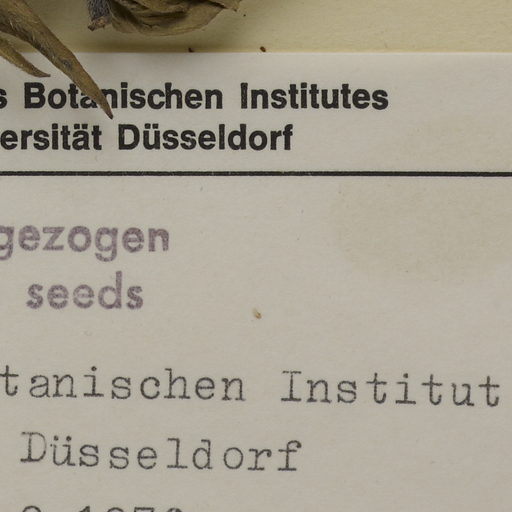 s Botanischen Institutes
ersität Düsseldorf
gezogen
seeds
tanischen Institut
Düsseldorf